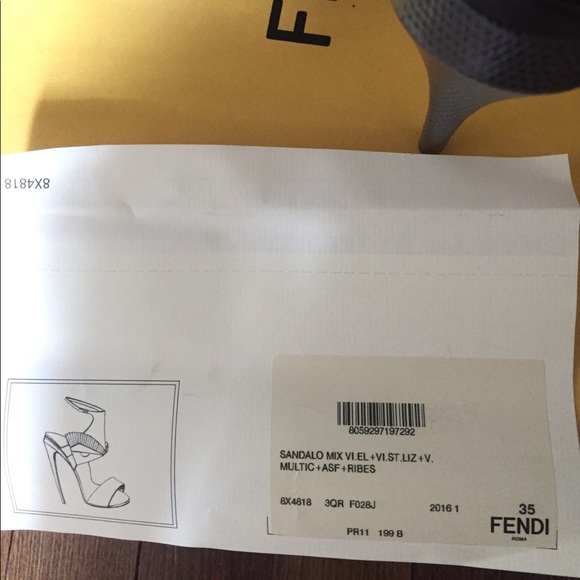 8X4818
8059297197292
SANDALO MIX VI.EL+VI.ST.LIZ+V.
MULTIC+ASF+RIBES
8X4818 3QR F028J 2016 1 35
FENDI
ROMA
PR11 199 B